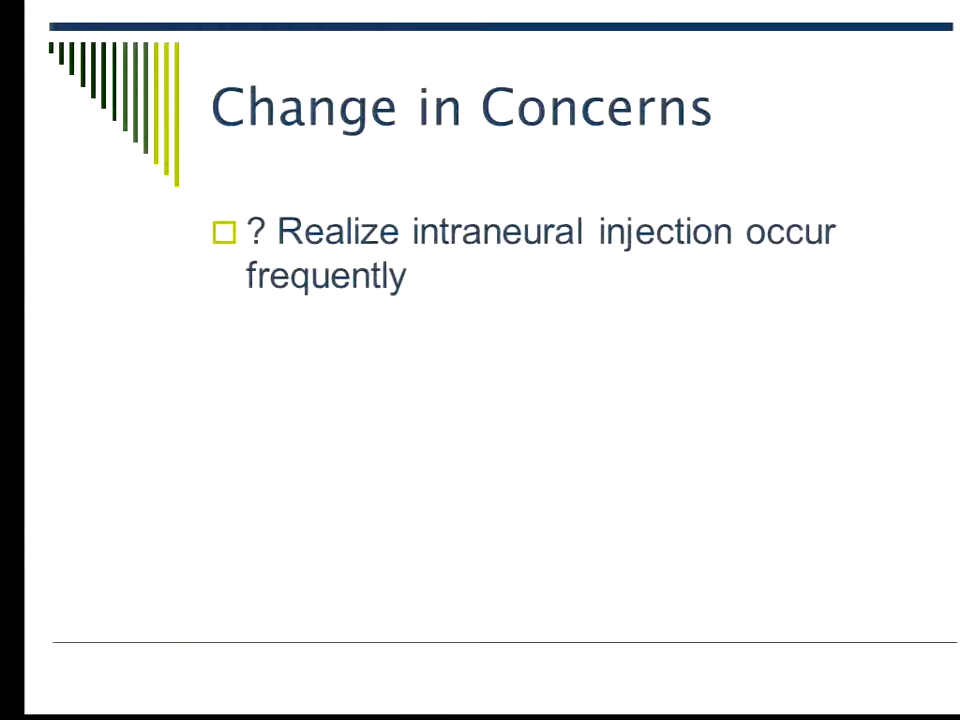 Change in Concerns
? Realize intraneural injection occur
frequently